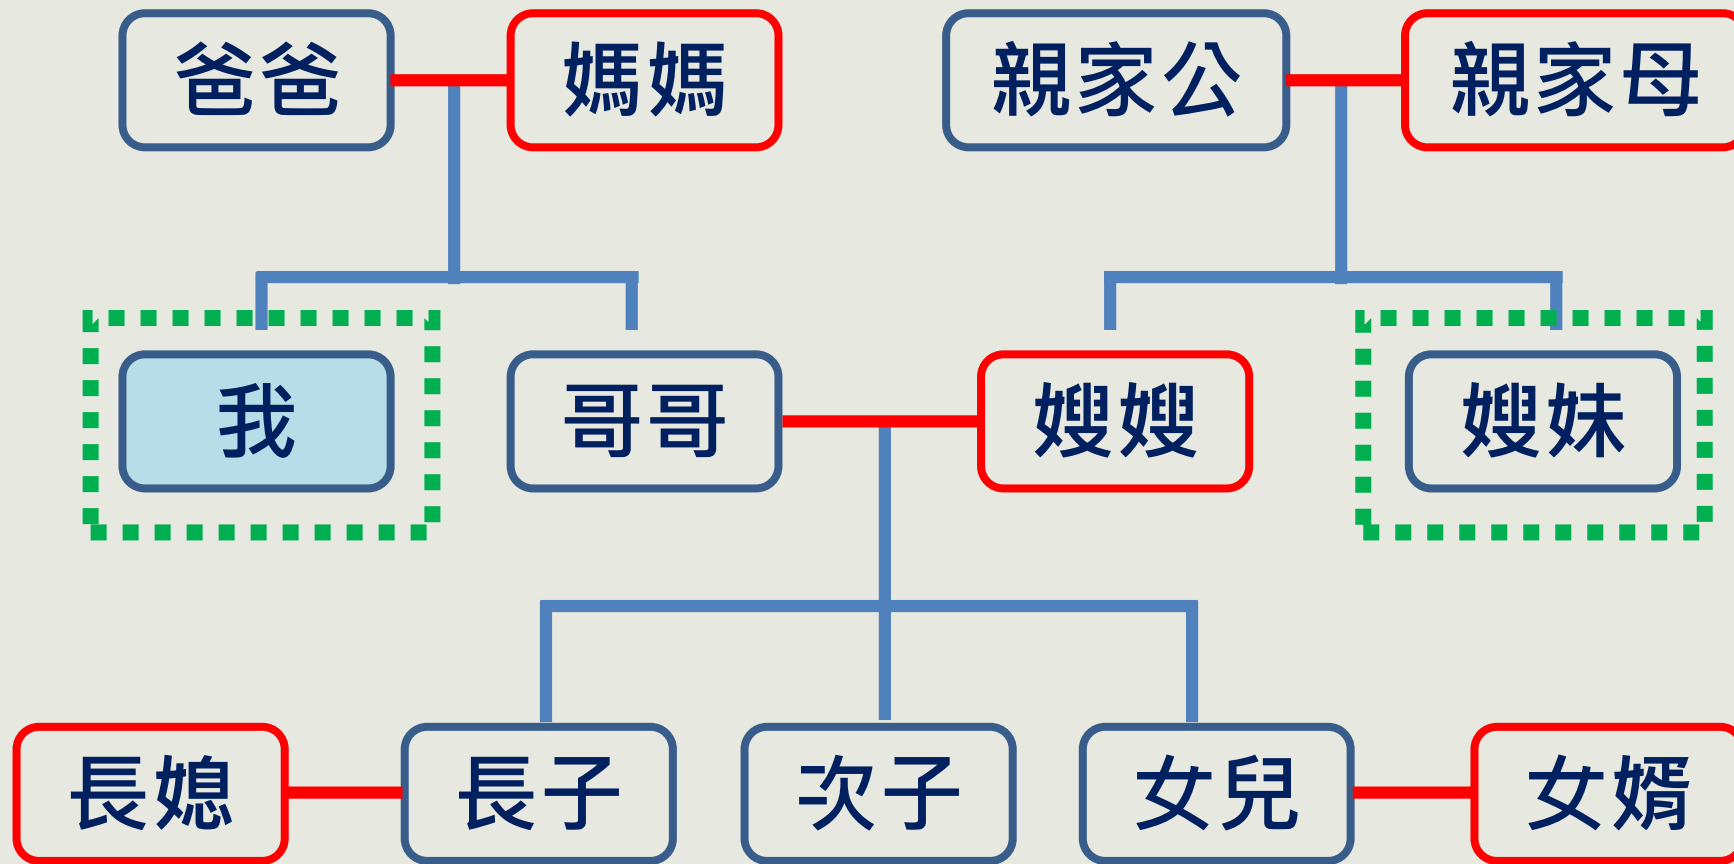 爸爸 媽媽 親家公 親家母
我 哥哥 嫂嫂 嫂妹
長媳 長子 次子 女兒 女婿